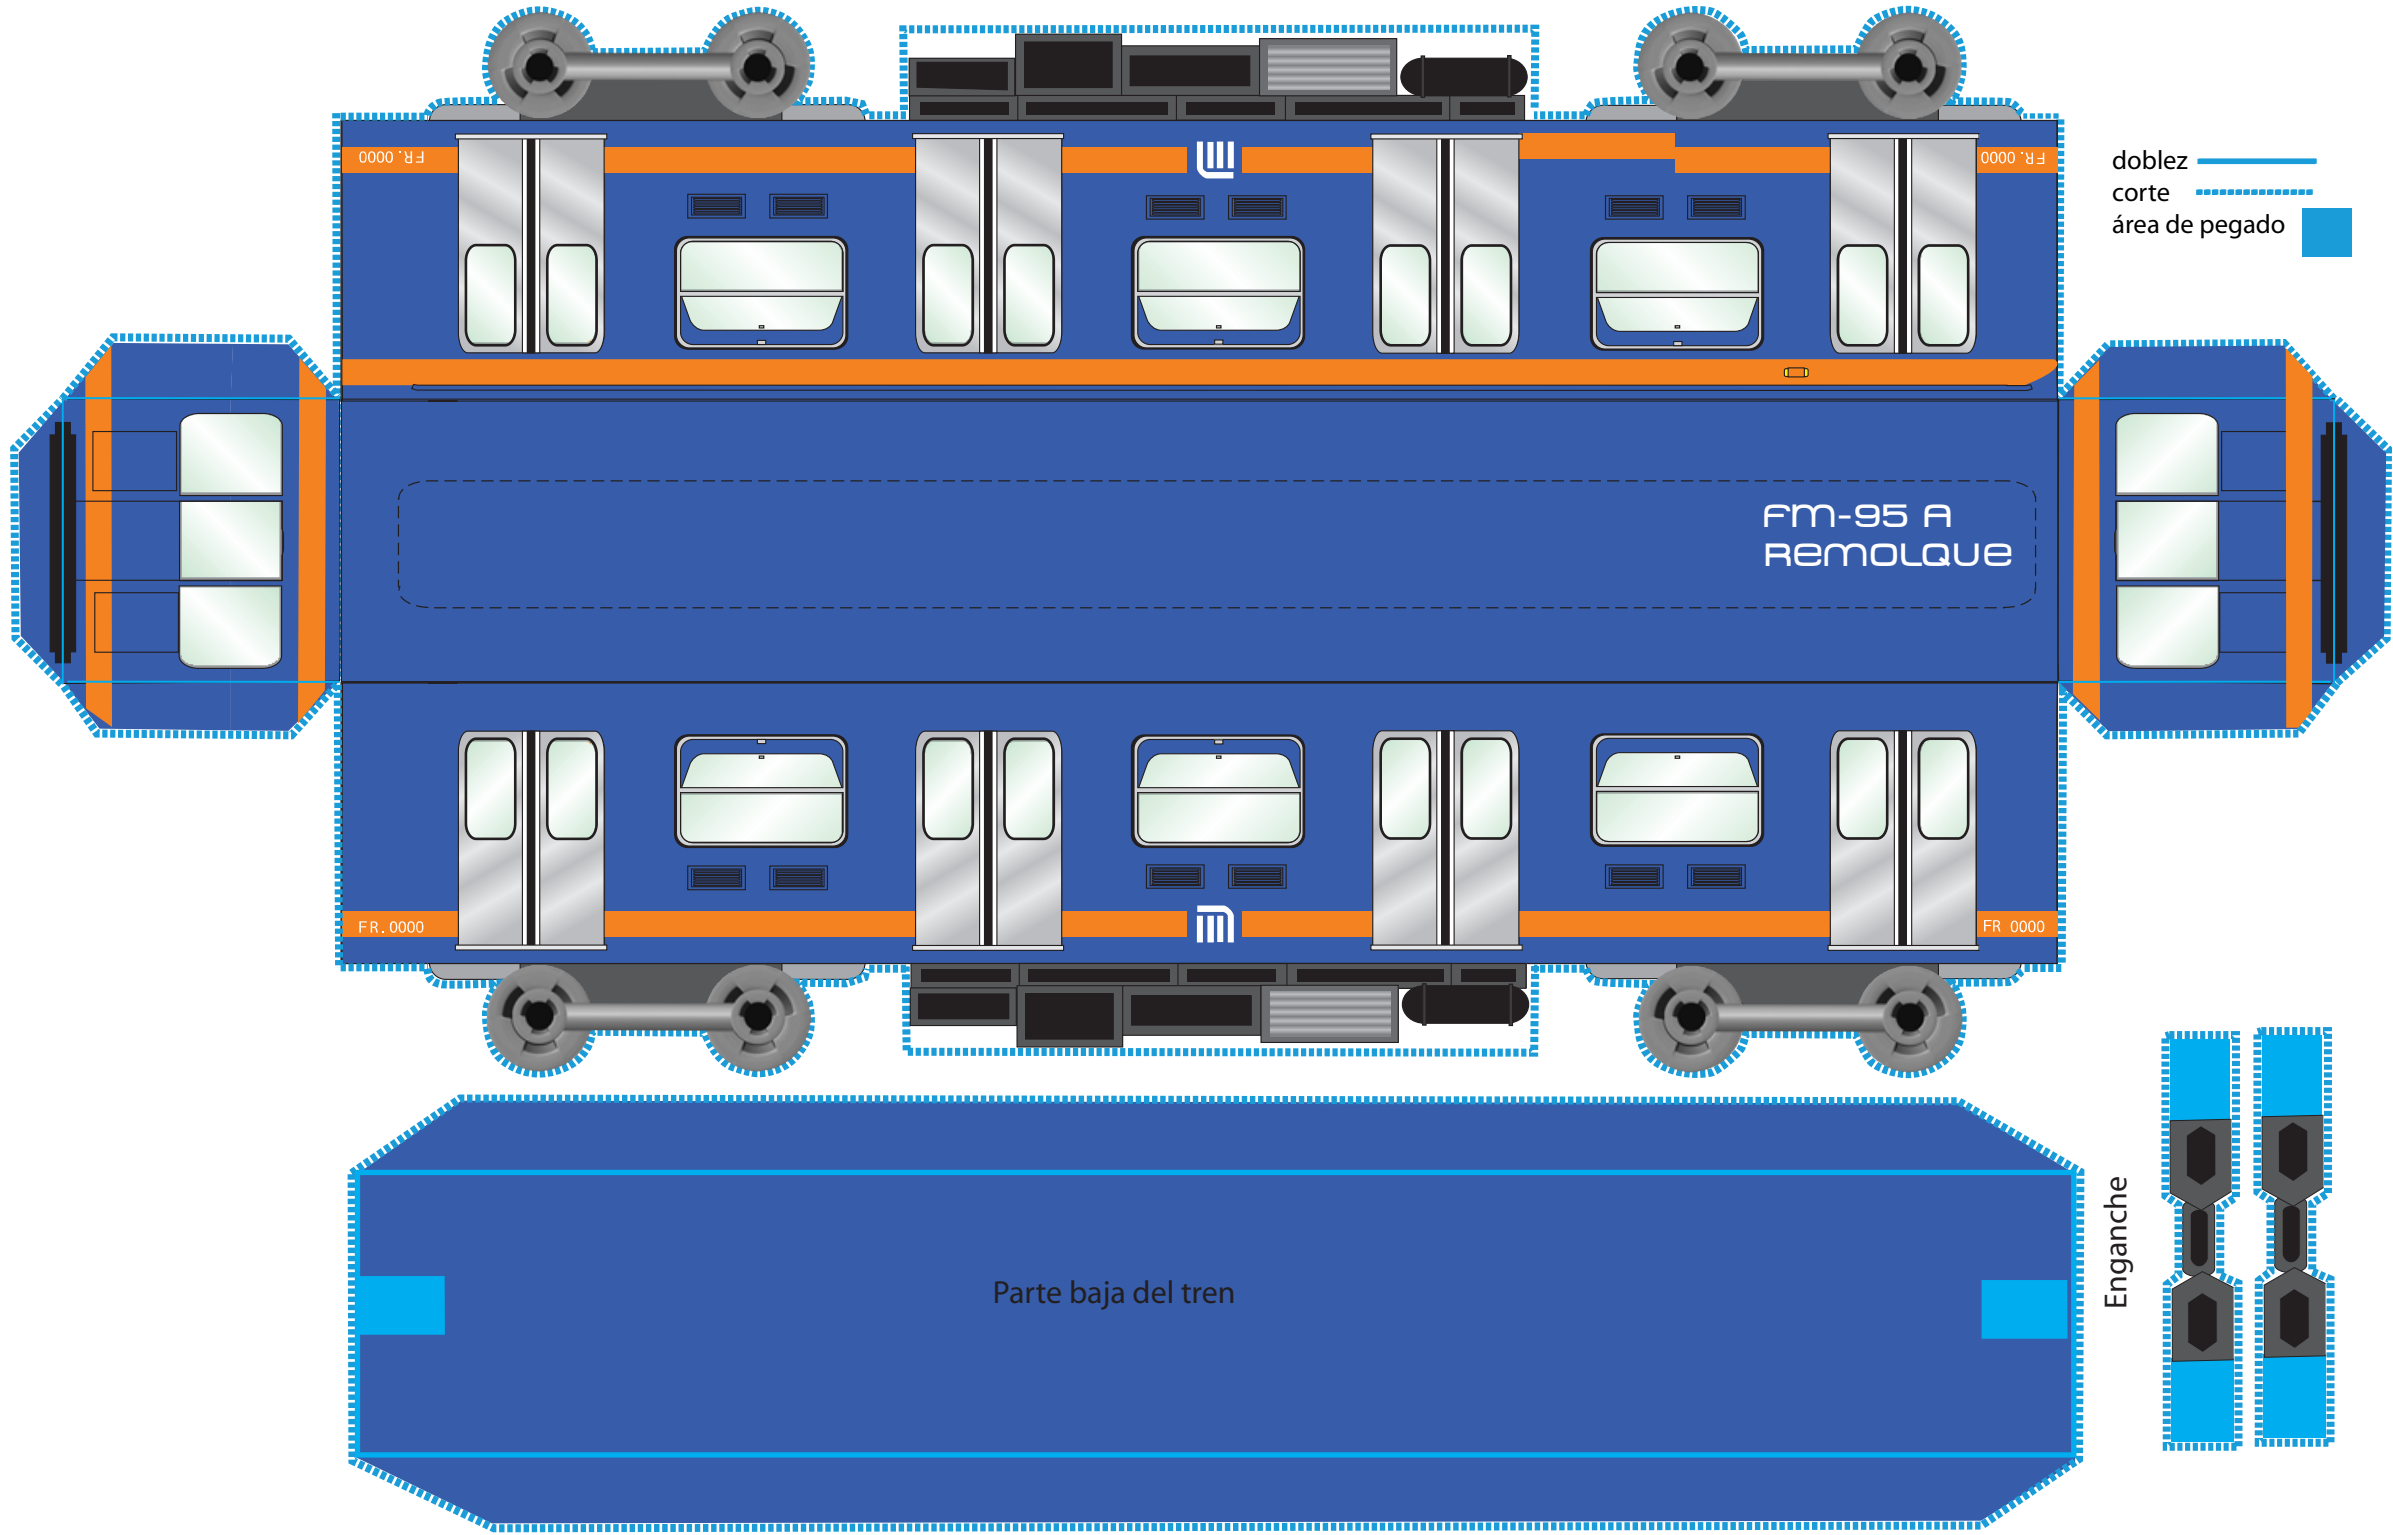 FR. 0000
FR. 0000
doblez
corte
área de pegado
FM-95 A
REMOLQUE
FR. 0000
FR 0000
Enganche
Parte baja del tren